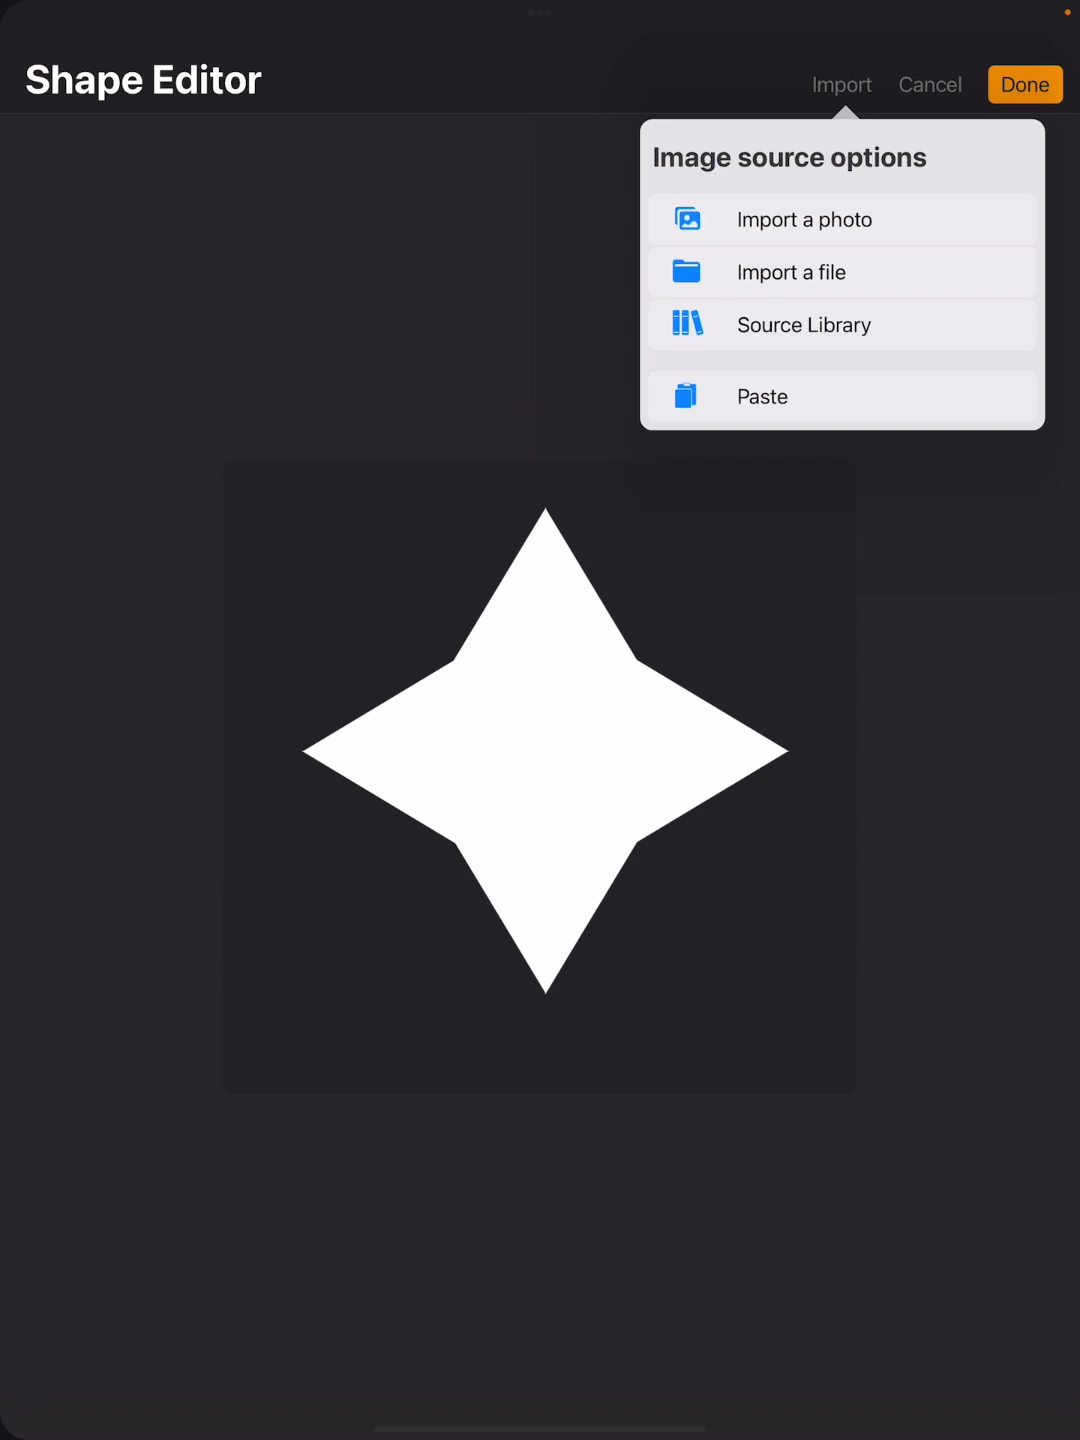 Shape Editor
Import
Cancel
Done
Image source options
Import a photo
Import a file
Source Library
Paste